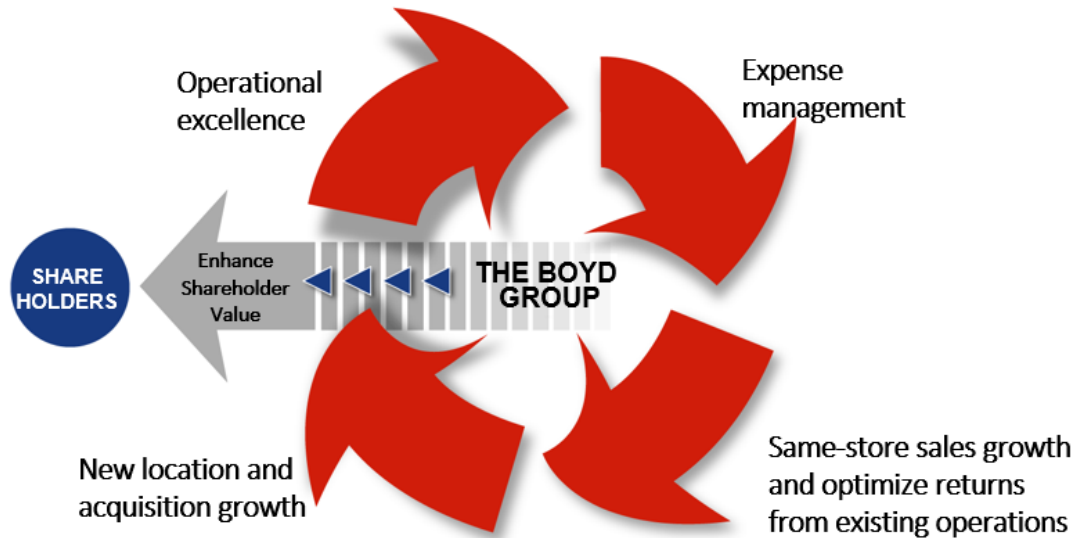 Operational
excellence
Expense
management
SHARE
HOLDERS
Enhance
Shareholder
Value
THE BOYD
GROUP
New location and
acquisition growth
Same-store sales growth
and optimize returns
from existing operations